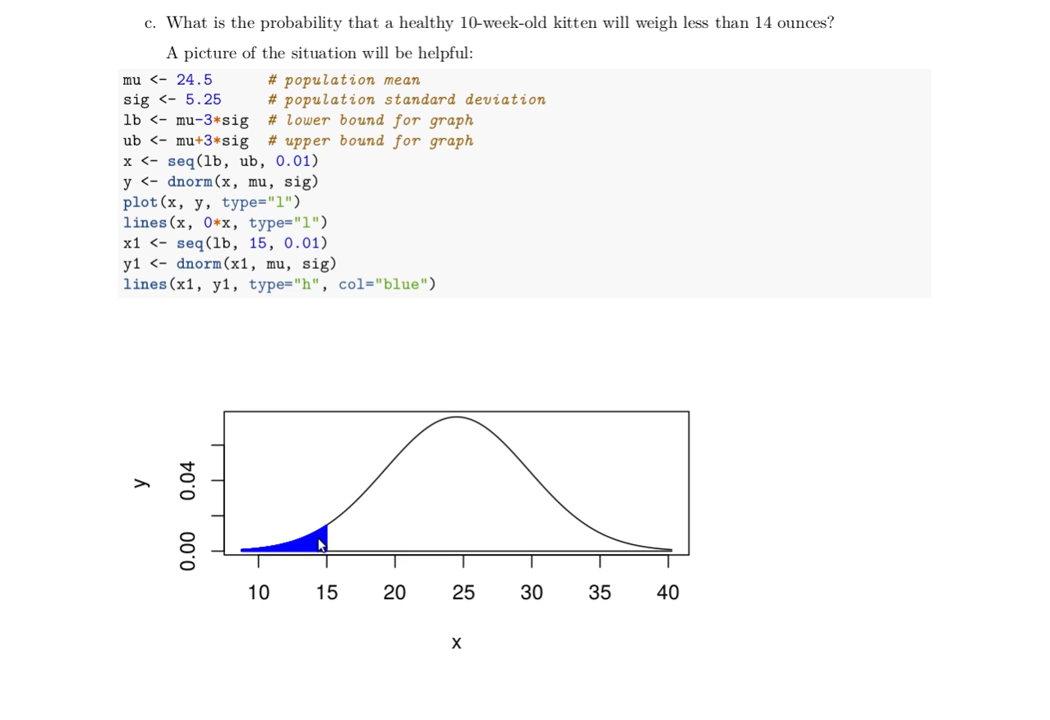 c. What is the probability that a healthy 10-week-old kitten will weigh less than 14 ounces?
A picture of the situation will be helpful:
mu <- 24.5 # population mean
sig <- 5.25 # population standard deviation
lb <- mu-3*sig # lower bound for graph
ub <- mu+3*sig # upper bound for graph
x <- seq(lb, ub, 0.01)
y <- dnorm(x, mu, sig)
plot(x, y, type="l")
lines(x, 0*x, type="l")
x1 <- seq(lb, 15, 0.01)
y1 <- dnorm(x1, mu, sig)
lines(x1, y1, type="h", col="blue")
y
0.04
0.00
10 15 20 25 30 35 40
x